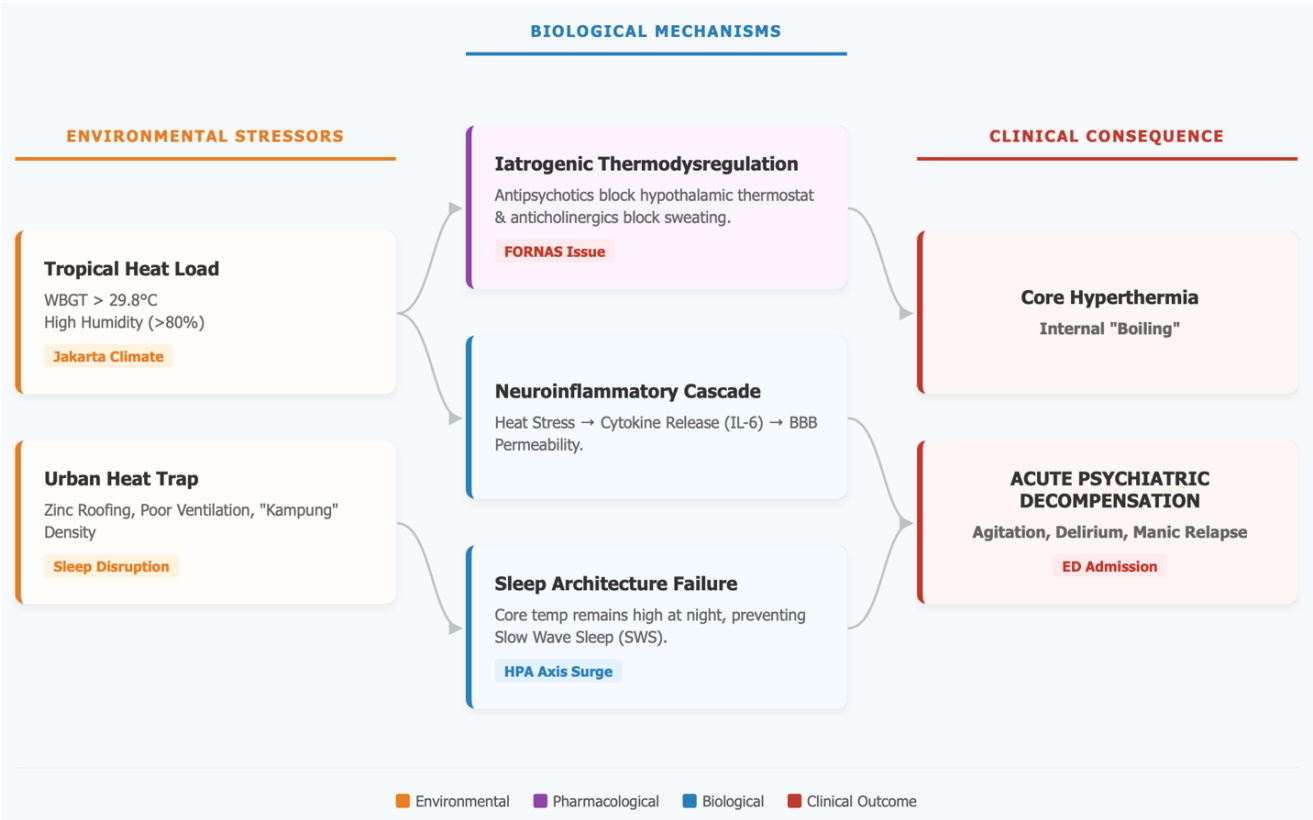 BIOLOGICAL MECHANISMS
ENVIRONMENTAL STRESSORS
Tropical Heat Load
WBGT > 29.8°C
High Humidity (>80%)
Jakarta Climate
Urban Heat Trap
Zinc Roofing, Poor Ventilation, "Kampung"
Density
Sleep Disruption
Iatrogenic Thermodysregulation
Antipsychotics block hypothalamic thermostat
& anticholinergics block sweating.
FORNAS Issue
Neuroinflammatory Cascade
Heat Stress → Cytokine Release (IL-6) → BBB
Permeability.
Sleep Architecture Failure
Core temp remains high at night, preventing
Slow Wave Sleep (SWS).
HPA Axis Surge
CLINICAL CONSEQUENCE
Core Hyperthermia
Internal "Boiling"
ACUTE PSYCHIATRIC
DECOMPENSATION
Agitation, Delirium, Manic Relapse
ED Admission
Environmental
Pharmacological
Biological
Clinical Outcome